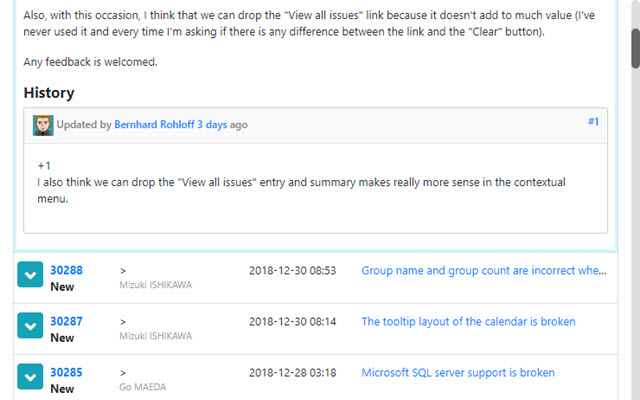 Also, with this occasion, I think that we can drop the "View all issues" link because it doesn't add to much value (I've
never used it and every time I'm asking if there is any difference between the link and the "Clear" button).
Any feedback is welcomed.
History
Updated by Bernhard Rohloff 3 days ago #1
+1
I also think we can drop the "View all issues" entry and summary makes really more sense in the contextual
menu.
30288 > 2018-12-30 08:53 Group name and group count are incorrect whe...
New Mizuki ISHIKAWA
30287 > 2018-12-30 08:14 The tooltip layout of the calendar is broken
New Mizuki ISHIKAWA
30285 > 2018-12-28 03:18 Microsoft SQL server support is broken
New Go MAEDA